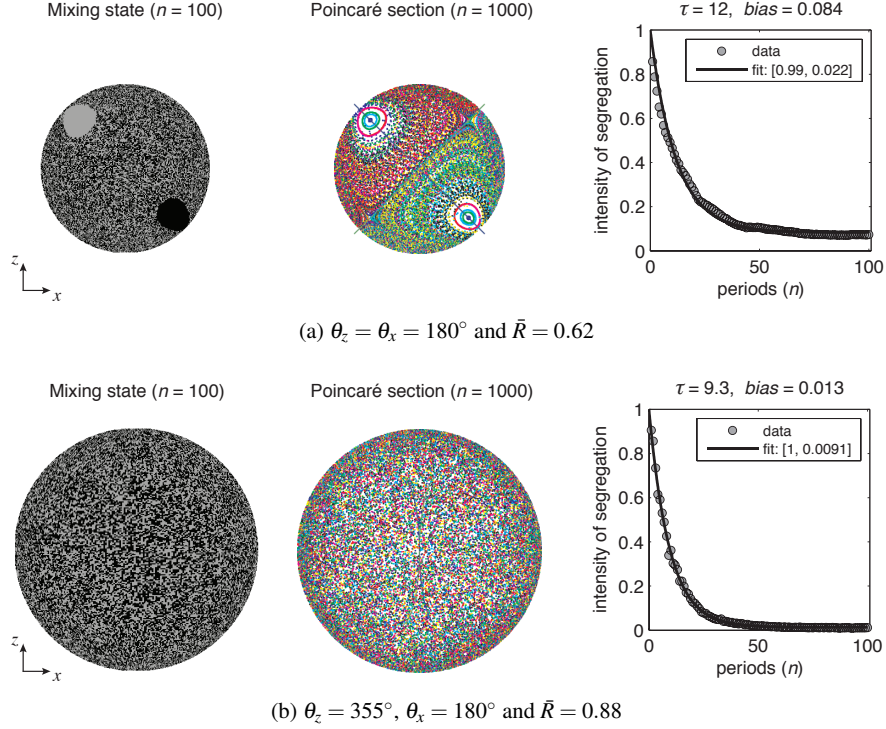 Mixing state (n = 100)
Poincaré section (n = 1000)
τ = 12, bias = 0.084
intensity of segregation
1
0.8
0.6
0.4
0.2
0
data
fit: [0.99, 0.022]
0
50
100
periods (n)
z
x
(a) θz = θx = 180° and R̄ = 0.62
Mixing state (n = 100)
Poincaré section (n = 1000)
τ = 9.3, bias = 0.013
intensity of segregation
1
0.8
0.6
0.4
0.2
0
data
fit: [1, 0.0091]
0
50
100
periods (n)
z
x
(b) θz = 355°, θx = 180° and R̄ = 0.88